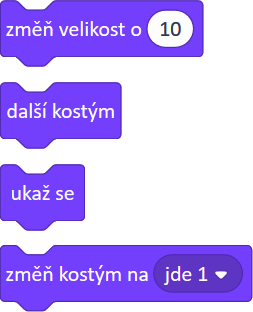 změň velikost o 10
další kostým
ukaž se
změň kostým na jde 1